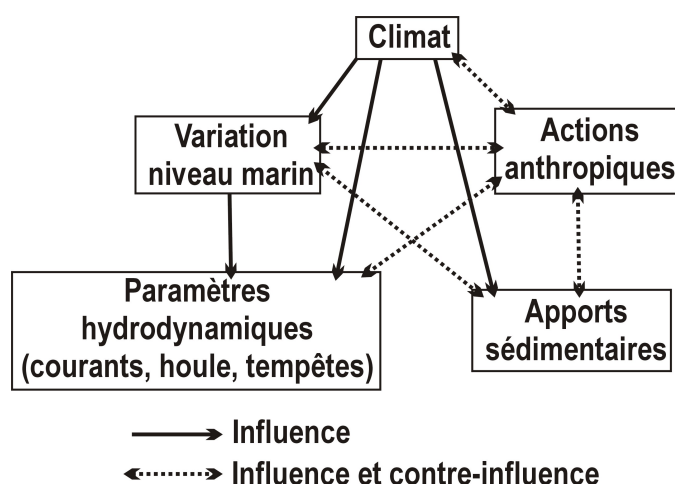 Climat
Variation
niveau marin
Actions
anthropiques
Paramètres
hydrodynamiques
(courants, houle, tempêtes)
Apports
sédimentaires
Influence
Influence et contre-influence